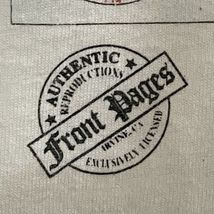 AUTHENTIC
REPRODUCTIONS
Front Pages
IRVINE, CA
EXCLUSIVELY LICENSED